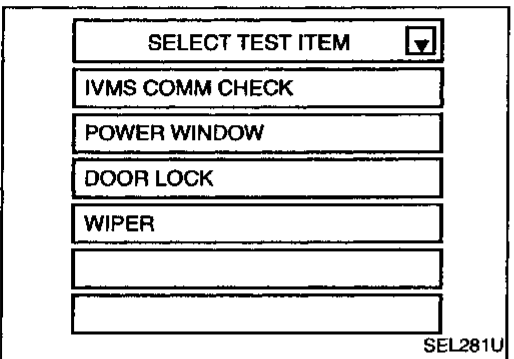 SELECT TEST ITEM
IVMS COMM CHECK
POWER WINDOW
DOOR LOCK
WIPER
SEL281U